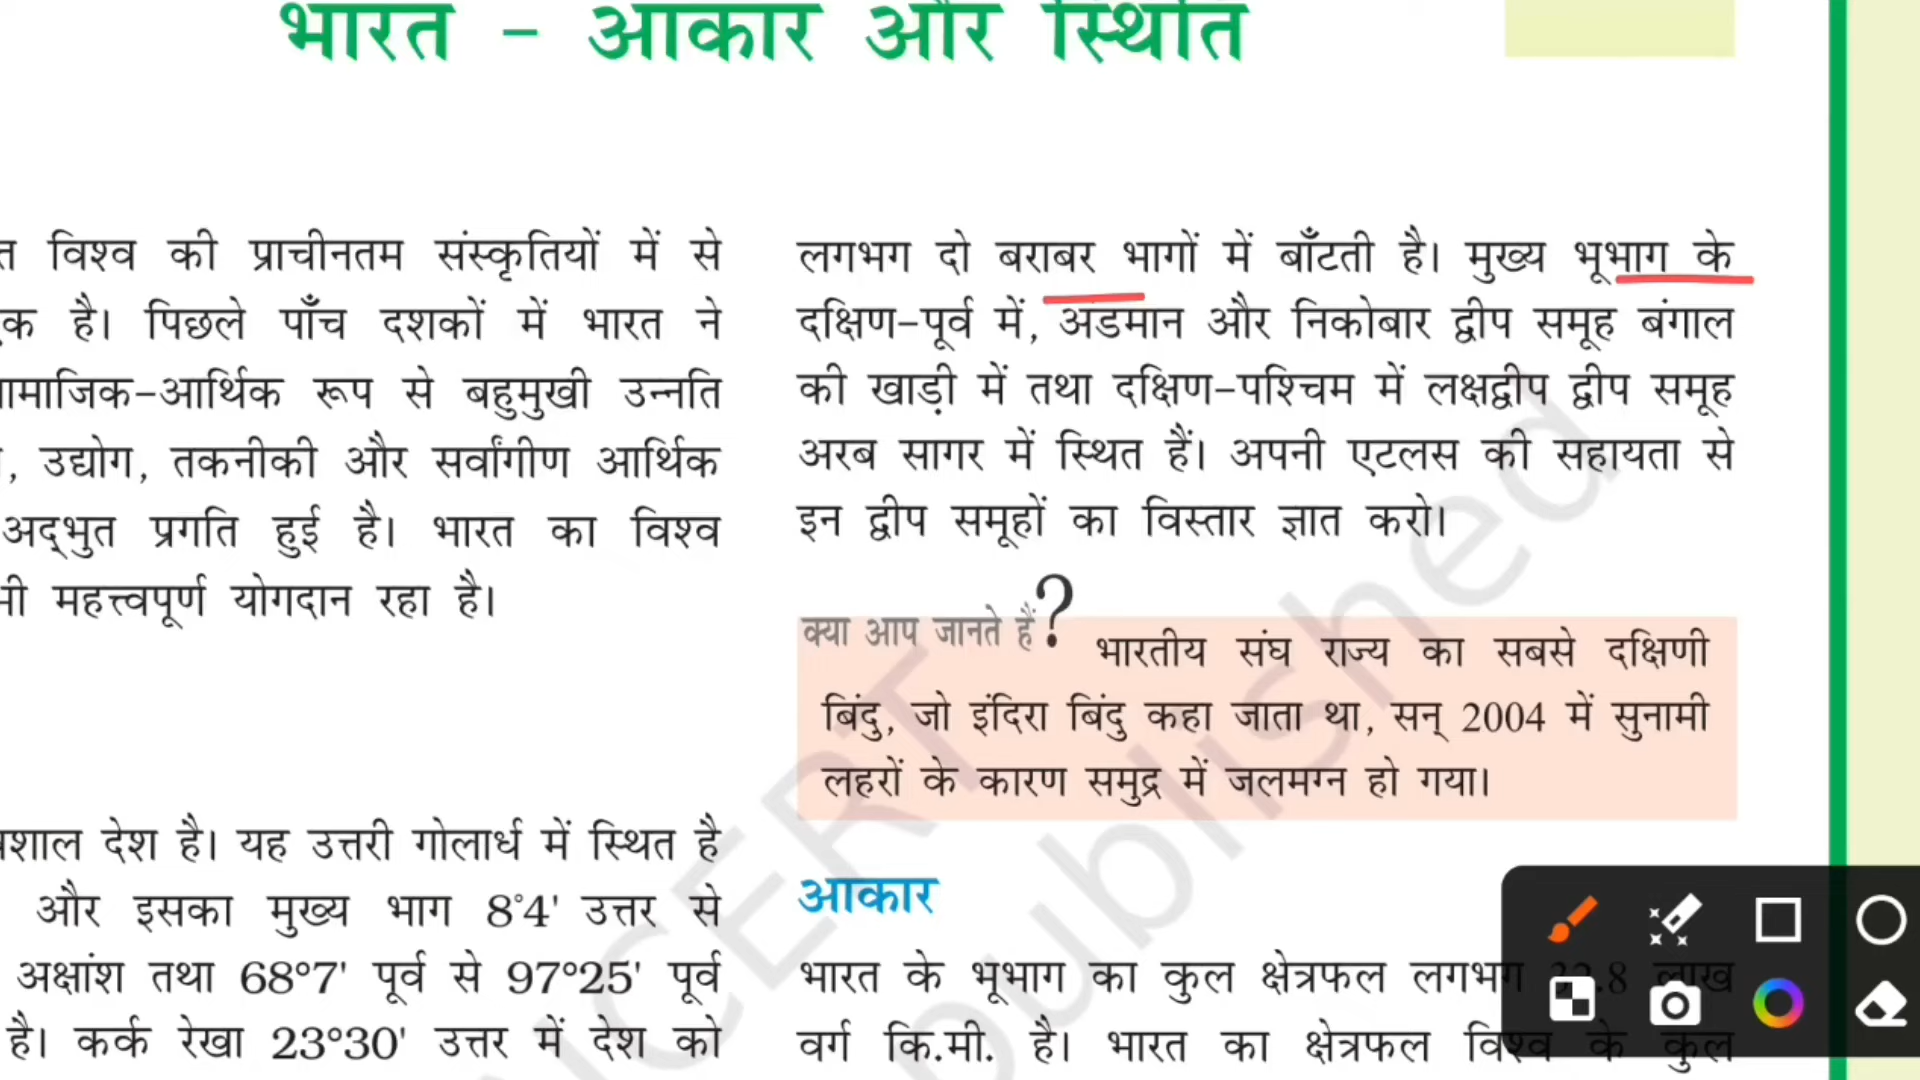 भारत – आकार और स्थिति
विश्व की प्राचीनतम संस्कृतियों में से
है। पिछले पाँच दशकों में भारत ने
सामाजिक-आर्थिक रूप से बहुमुखी उन्नति
, उद्योग, तकनीकी और सर्वांगीण आर्थिक
अद्भुत प्रगति हुई है। भारत का विश्व
महत्त्वपूर्ण योगदान रहा है।
देश है। यह उत्तरी गोलार्ध में स्थित है
और इसका मुख्य भाग 8°4' उत्तर से
अक्षांश तथा 68°7' पूर्व से 97°25' पूर्व
है। कर्क रेखा 23°30' उत्तर में देश को
लगभग दो बराबर भागों में बाँटती है। मुख्य भूभाग के
दक्षिण-पूर्व में, अंडमान और निकोबार द्वीप समूह बंगाल
की खाड़ी में तथा दक्षिण-पश्चिम में लक्षद्वीप द्वीप समूह
अरब सागर में स्थित हैं। अपनी एटलस की सहायता से
इन द्वीप समूहों का विस्तार ज्ञात करो।
क्या आप जानते हैं?
भारतीय संघ राज्य का सबसे दक्षिणी
बिंदु, जो इंदिरा बिंदु कहा जाता था, सन् 2004 में सुनामी
लहरों के कारण समुद्र में जलमग्न हो गया।
आकार
भारत के भूभाग का कुल क्षेत्रफल लगभग लाख
वर्ग कि.मी. है। भारत का क्षेत्रफल विश्व के कुल
NCERT
published